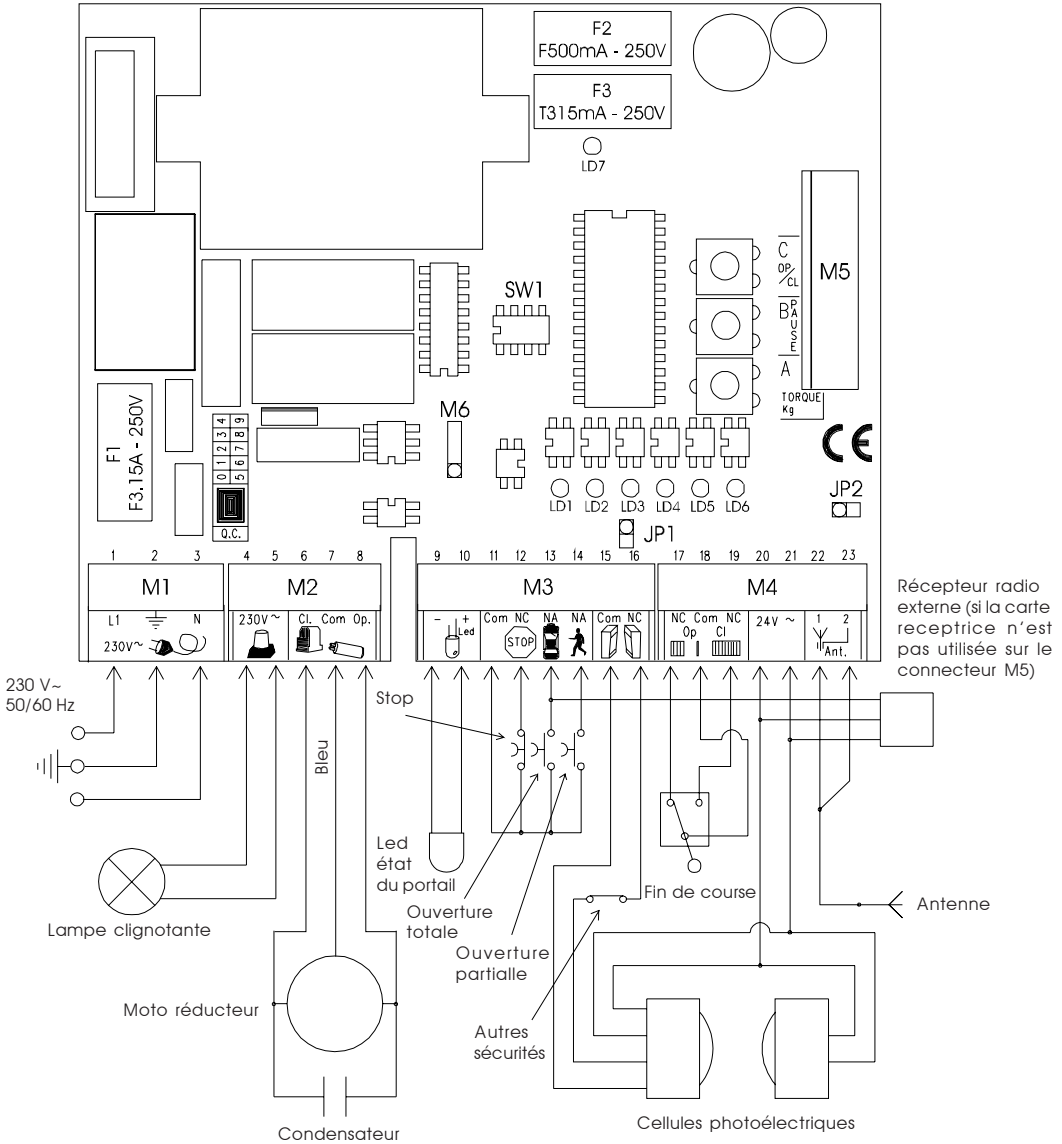 F2
F500mA - 250V
F3
T315mA - 250V
LD7
C
OP/CL
B
PAUSE
A
TORQUE
Kg
M5
SW1
M6
F1
F3.15A - 250V
0 1 2 3 4
5 6 7 8 9
Q.C.
LD1 LD2 LD3 LD4 LD5 LD6
JP1
JP2
CE
1 2 3 4 5 6 7 8 9 10 11 12 13 14 15 16 17 18 19 20 21 22 23
M1 M2 M3 M4
L1 N
230V~
230V~ Cl. Com Op.
- + Led
Com NC NA NA Com NC
STOP
NC Com NC
Op Cl
24V ~
1 2
Ant.
Récepteur radio
externe (si la carte
receptrice n'est
pas utilisée sur le
connecteur M5)
230 V~
50/60 Hz
Stop
Bleu
Led
état
du portail
Ouverture
totale
Ouverture
partialle
Fin de course
Antenne
Lampe clignotante
Moto réducteur
Autres
sécurités
Condensateur
Cellules photoélectriques